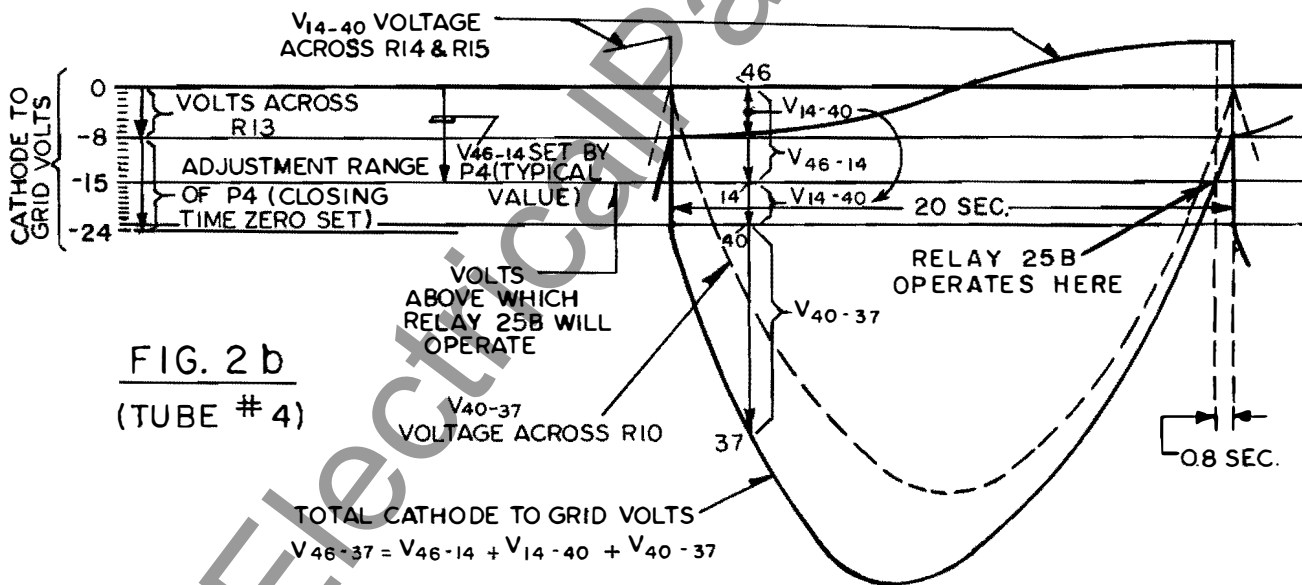 V14-40 VOLTAGE
ACROSS R14 & R15
CATHODE TO
GRID VOLTS
0
-8
-15
-24
VOLTS ACROSS
R13
ADJUSTMENT RANGE
OF P4 (CLOSING
TIME ZERO SET)
V46-14 SET BY
P4 (TYPICAL
VALUE)
46
V14-40
V46-14
14
V14-40
40
20 SEC.
RELAY 25B
OPERATES HERE
VOLTS
ABOVE WHICH
RELAY 25B WILL
OPERATE
V40-37
FIG. 2b
(TUBE # 4)
V40-37
VOLTAGE ACROSS R10
37
0.8 SEC.
TOTAL CATHODE TO GRID VOLTS
V46-37 = V46-14 + V14-40 + V40-37